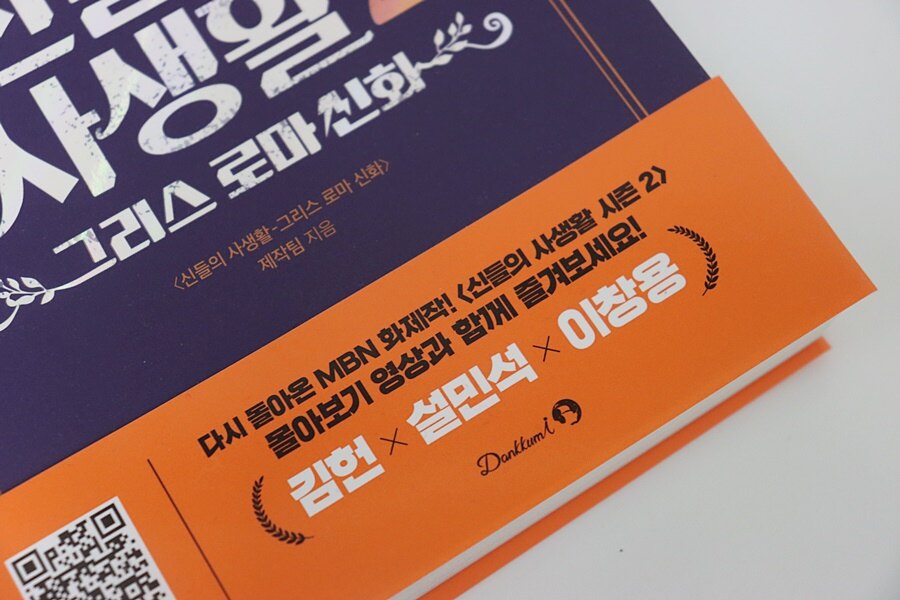 사생활
그리스 로마 신화
〈신들의 사생활-그리스 로마 신화〉
제작팀 지음
다시 돌아온 MBN 화제작! 〈신들의 사생활 시즌 2〉
몰아보기 영상과 함께 즐겨보세요!
김헌 × 설민석 × 이창용
Dankkumi